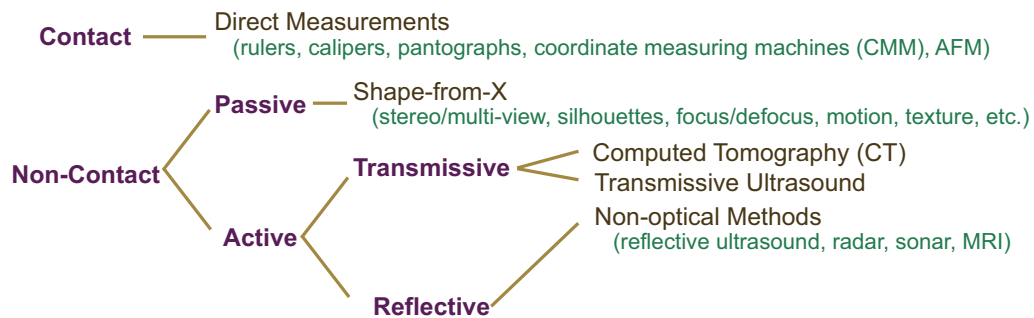 Contact
Direct Measurements
(rulers, calipers, pantographs, coordinate measuring machines (CMM), AFM)
Passive
Shape-from-X
(stereo/multi-view, silhouettes, focus/defocus, motion, texture, etc.)
Non-Contact
Transmissive
Computed Tomography (CT)
Transmissive Ultrasound
Active
Non-optical Methods
(reflective ultrasound, radar, sonar, MRI)
Reflective